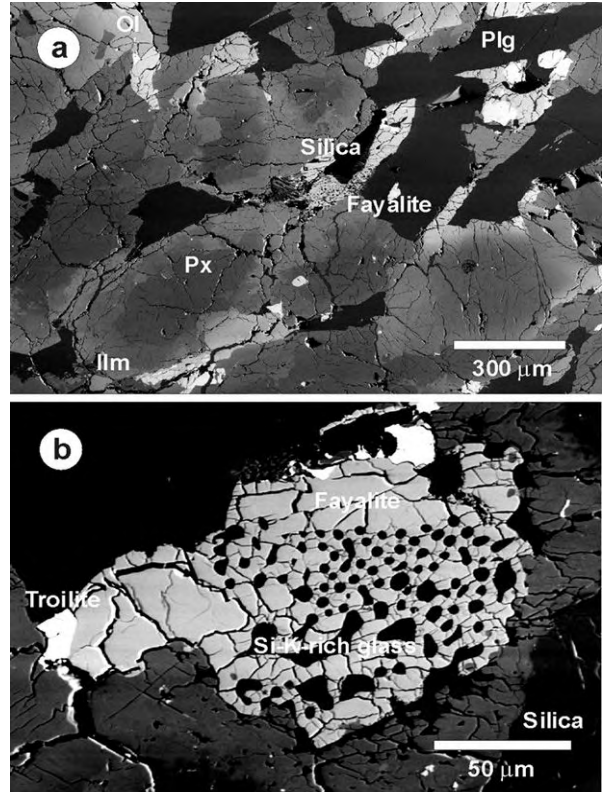 a
Ol
Plg
Silica
Fayalite
Px
Ilm
300 μm
b
Fayalite
Troilite
Si-K-rich glass
Silica
50 μm